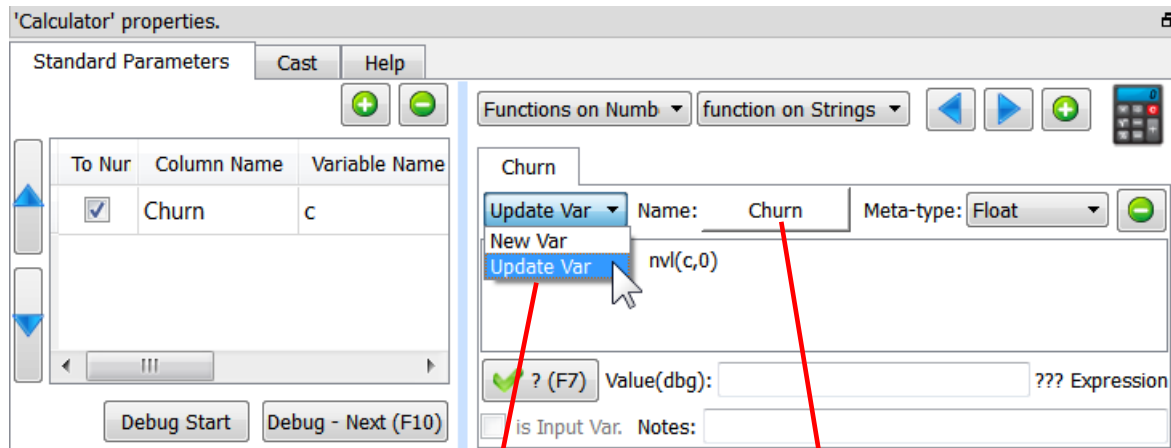 'Calculator' properties.
Standard Parameters Cast Help
Functions on Numb function on Strings
To Nur Column Name Variable Name
Churn c
Churn
Update Var Name: Churn Meta-type: Float
New Var
Update Var
nvl(c,0)
? (F7) Value(dbg): ??? Expression
Debug Start Debug - Next (F10)
is Input Var. Notes: